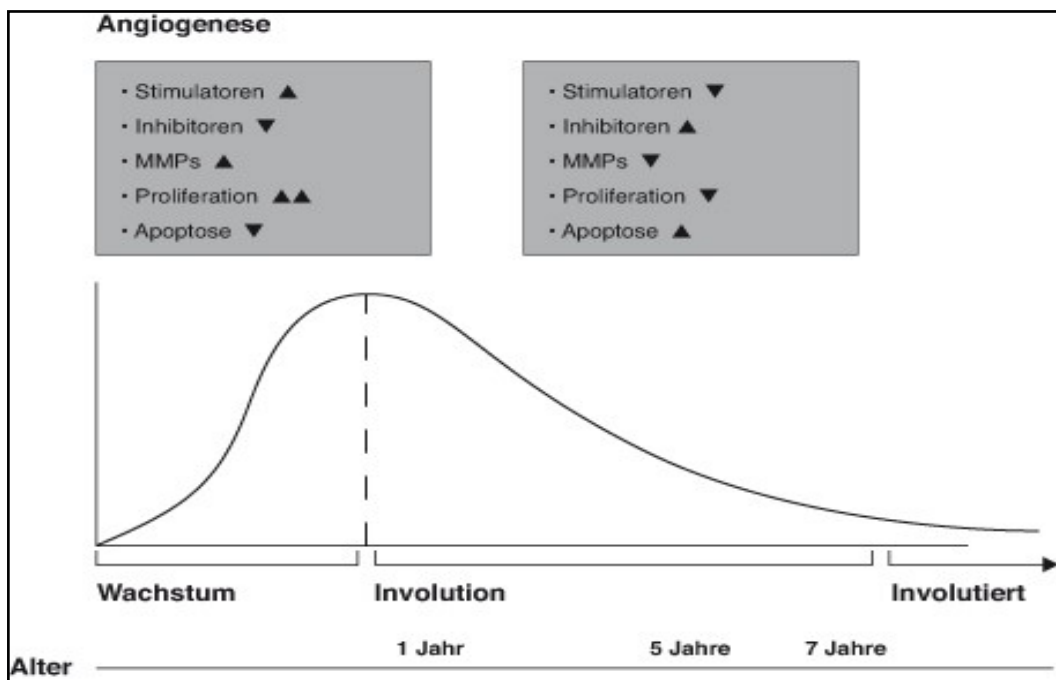 Angiogenese
· Stimulatoren ▲
· Inhibitoren ▼
· MMPs ▲
· Proliferation ▲▲
· Apoptose ▼
· Stimulatoren ▼
· Inhibitoren ▲
· MMPs ▼
· Proliferation ▼
· Apoptose ▲
Wachstum Involution Involutiert
1 Jahr 5 Jahre 7 Jahre
Alter